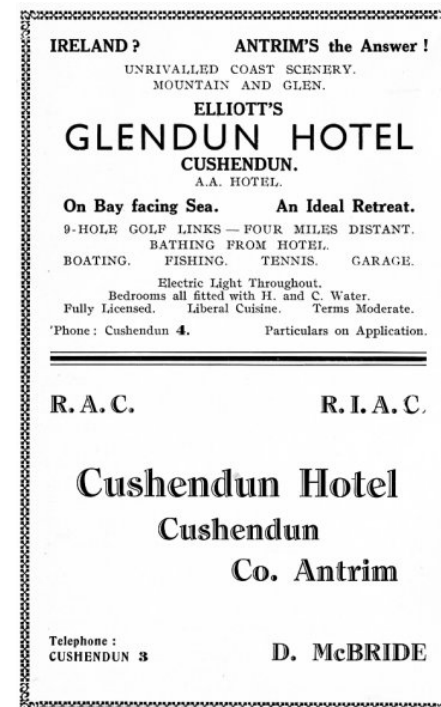 IRELAND ? ANTRIM'S the Answer !
UNRIVALLED COAST SCENERY.
MOUNTAIN AND GLEN.
ELLIOTT'S
GLENDUN HOTEL
CUSHENDUN.
A.A. HOTEL.
On Bay facing Sea. An Ideal Retreat.
9-HOLE GOLF LINKS — FOUR MILES DISTANT.
BATHING FROM HOTEL.
BOATING. FISHING. TENNIS. GARAGE.
Electric Light Throughout.
Bedrooms all fitted with H. and C. Water.
Fully Licensed. Liberal Cuisine. Terms Moderate.
'Phone : Cushendun 4. Particulars on Application.
R. A. C. R. I. A. C.
Cushendun Hotel
Cushendun
Co. Antrim
Telephone :
CUSHENDUN 3 D. McBRIDE